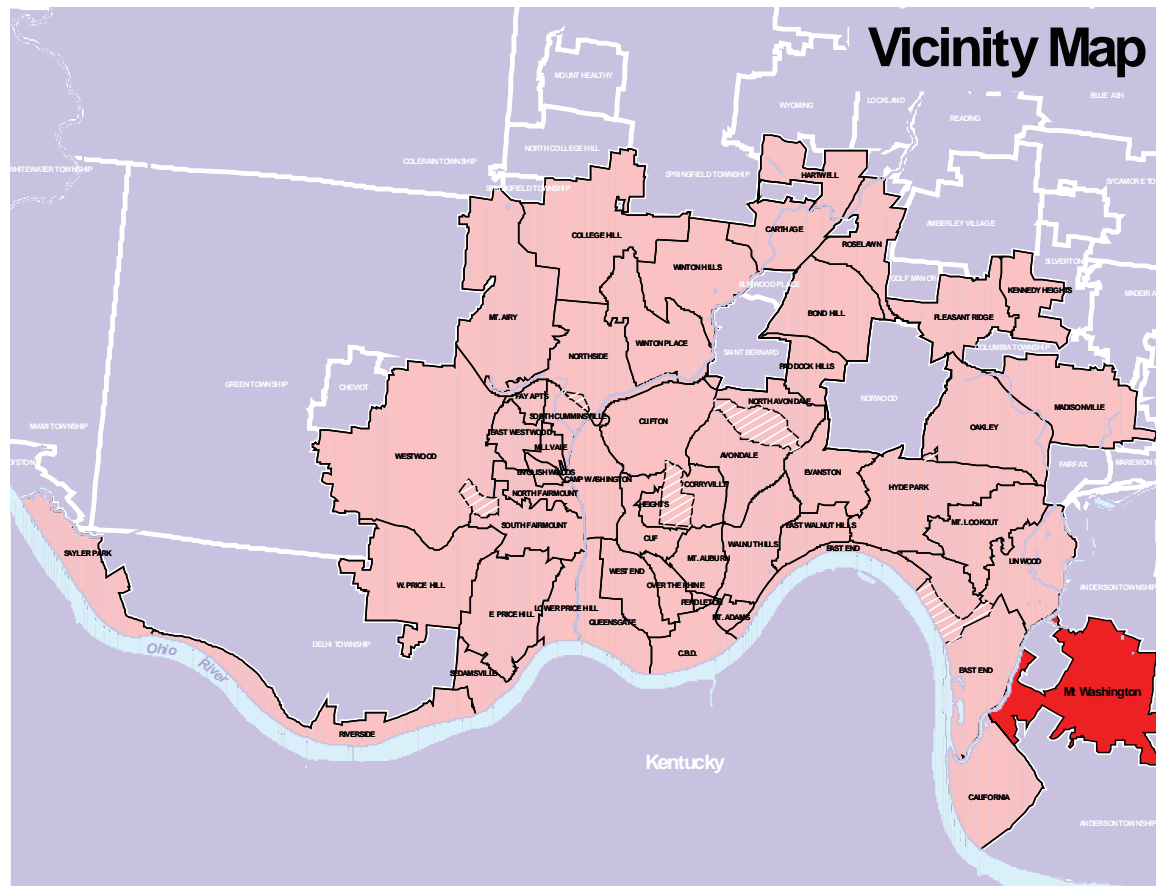 Vicinity Map
MOUNT HEALTHY
WYOMING
LOCKLAND
BLUE ASH
READING
NORTH COLLEGE HILL
COLERAIN TOWNSHIP
WHITEWATER TOWNSHIP
SPRINGFIELD TOWNSHIP
HARTWELL
SYCAMORE TO
SPRINGFIELD TOWNSHIP
AMBERLEY VILLAGE
CARTHAGE
COLLEGE HILL
ROSELAWN
SILVERTON
WINTON HILLS
GOLF MANOR
ELMWOOD PLACE
KENNEDY HEIGHTS
MADEIRA
BOND HILL
MT. AIRY
PLEASANT RIDGE
WINTON PLACE
COLUMBIA TOWNSHIP
SAINT BERNARD
NORTHSIDE
PADDOCK HILLS
GREEN TOWNSHIP
CHEVIOT
FAY APTS
NORTH AVONDALE
NORWOOD
MADISONVILLE
SOUTH CUMMINSVILLE
CLIFTON
MIAMI TOWNSHIP
OAKLEY
EAST WESTWOOD
MILLVALE
WESTWOOD
AVONDALE
OYSTON
FAIRFAX
MARIEMONT
ENGLISH WOODS
EVANSTON
CAMP WASHINGTON
CORRYVILLE
HYDE PARK
NORTH FAIRMOUNT
HEIGHTS
SOUTH FAIRMOUNT
EAST WALNUT HILLS
MT. LOOKOUT
CUF
WALNUT HILLS
EAST END
SAYLER PARK
MT. AUBURN
LINWOOD
WEST END
W. PRICE HILL
OVER THE RHINE
ANDERSON TOWNSHIP
PENDLETON
LOWER PRICE HILL
E. PRICE HILL
QUEENSGATE
MT. ADAMS
DELHI TOWNSHIP
Ohio
River
C.B.D.
SEDAMSVILLE
EAST END
Mt Washington
RIVERSIDE
Kentucky
CALIFORNIA
ANDERSON TOWNSHIP